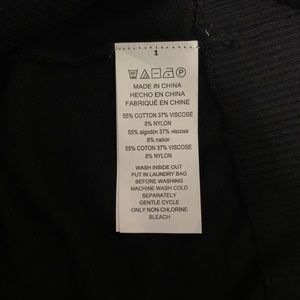 1
MADE IN CHINA
HECHO EN CHINA
FABRIQUÉ EN CHINE
55% COTTON 37% VISCOSE
8% NYLON
55% algodón 37% viscosa
8% nailon
55% COTON 37% VISCOSE
8% NYLON
WASH INSIDE OUT
PUT IN LAUNDRY BAG
BEFORE WASHING
MACHINE WASH COLD
SEPARATELY
GENTLE CYCLE
ONLY NON-CHLORINE
BLEACH